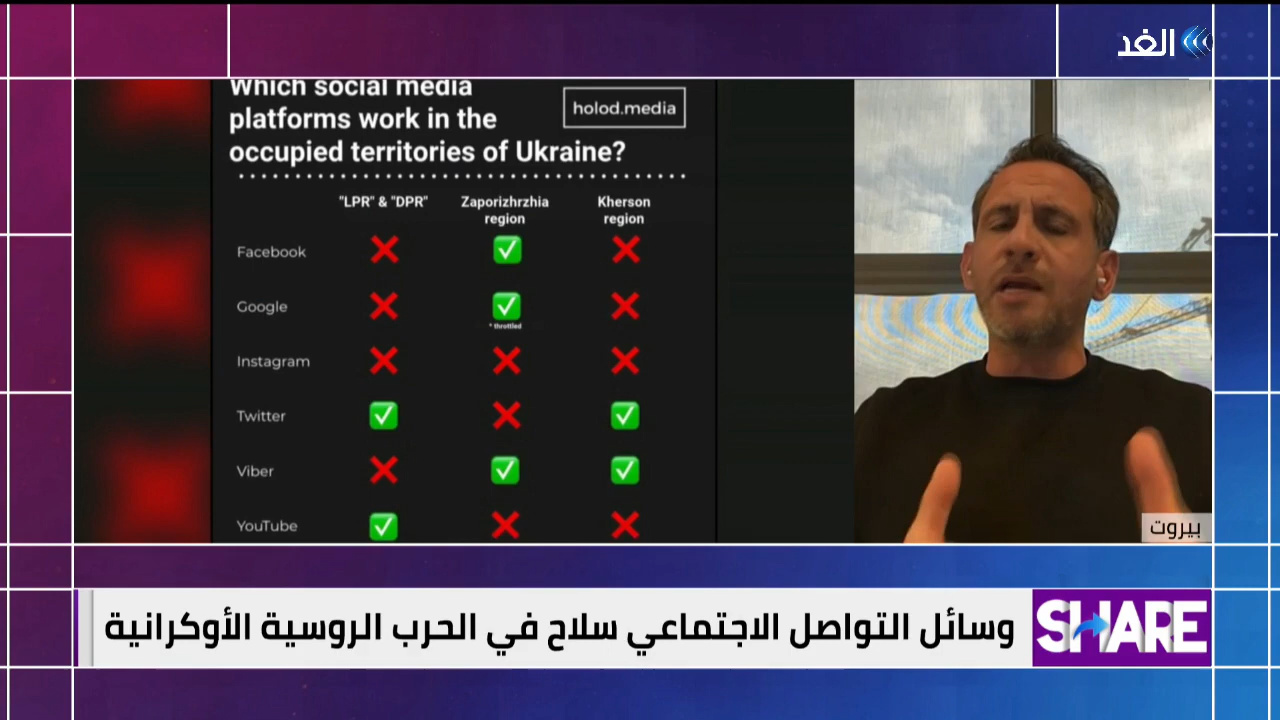 الغد
Which social media
platforms work in the
occupied territories of Ukraine?
holod.media
"LPR" & "DPR" Zaporizhrzhia region Kherson region
Facebook
Google
* throttled
Instagram
Twitter
Viber
YouTube
بيروت
وسائل التواصل الاجتماعي سلاح في الحرب الروسية الأوكرانية
SHARE